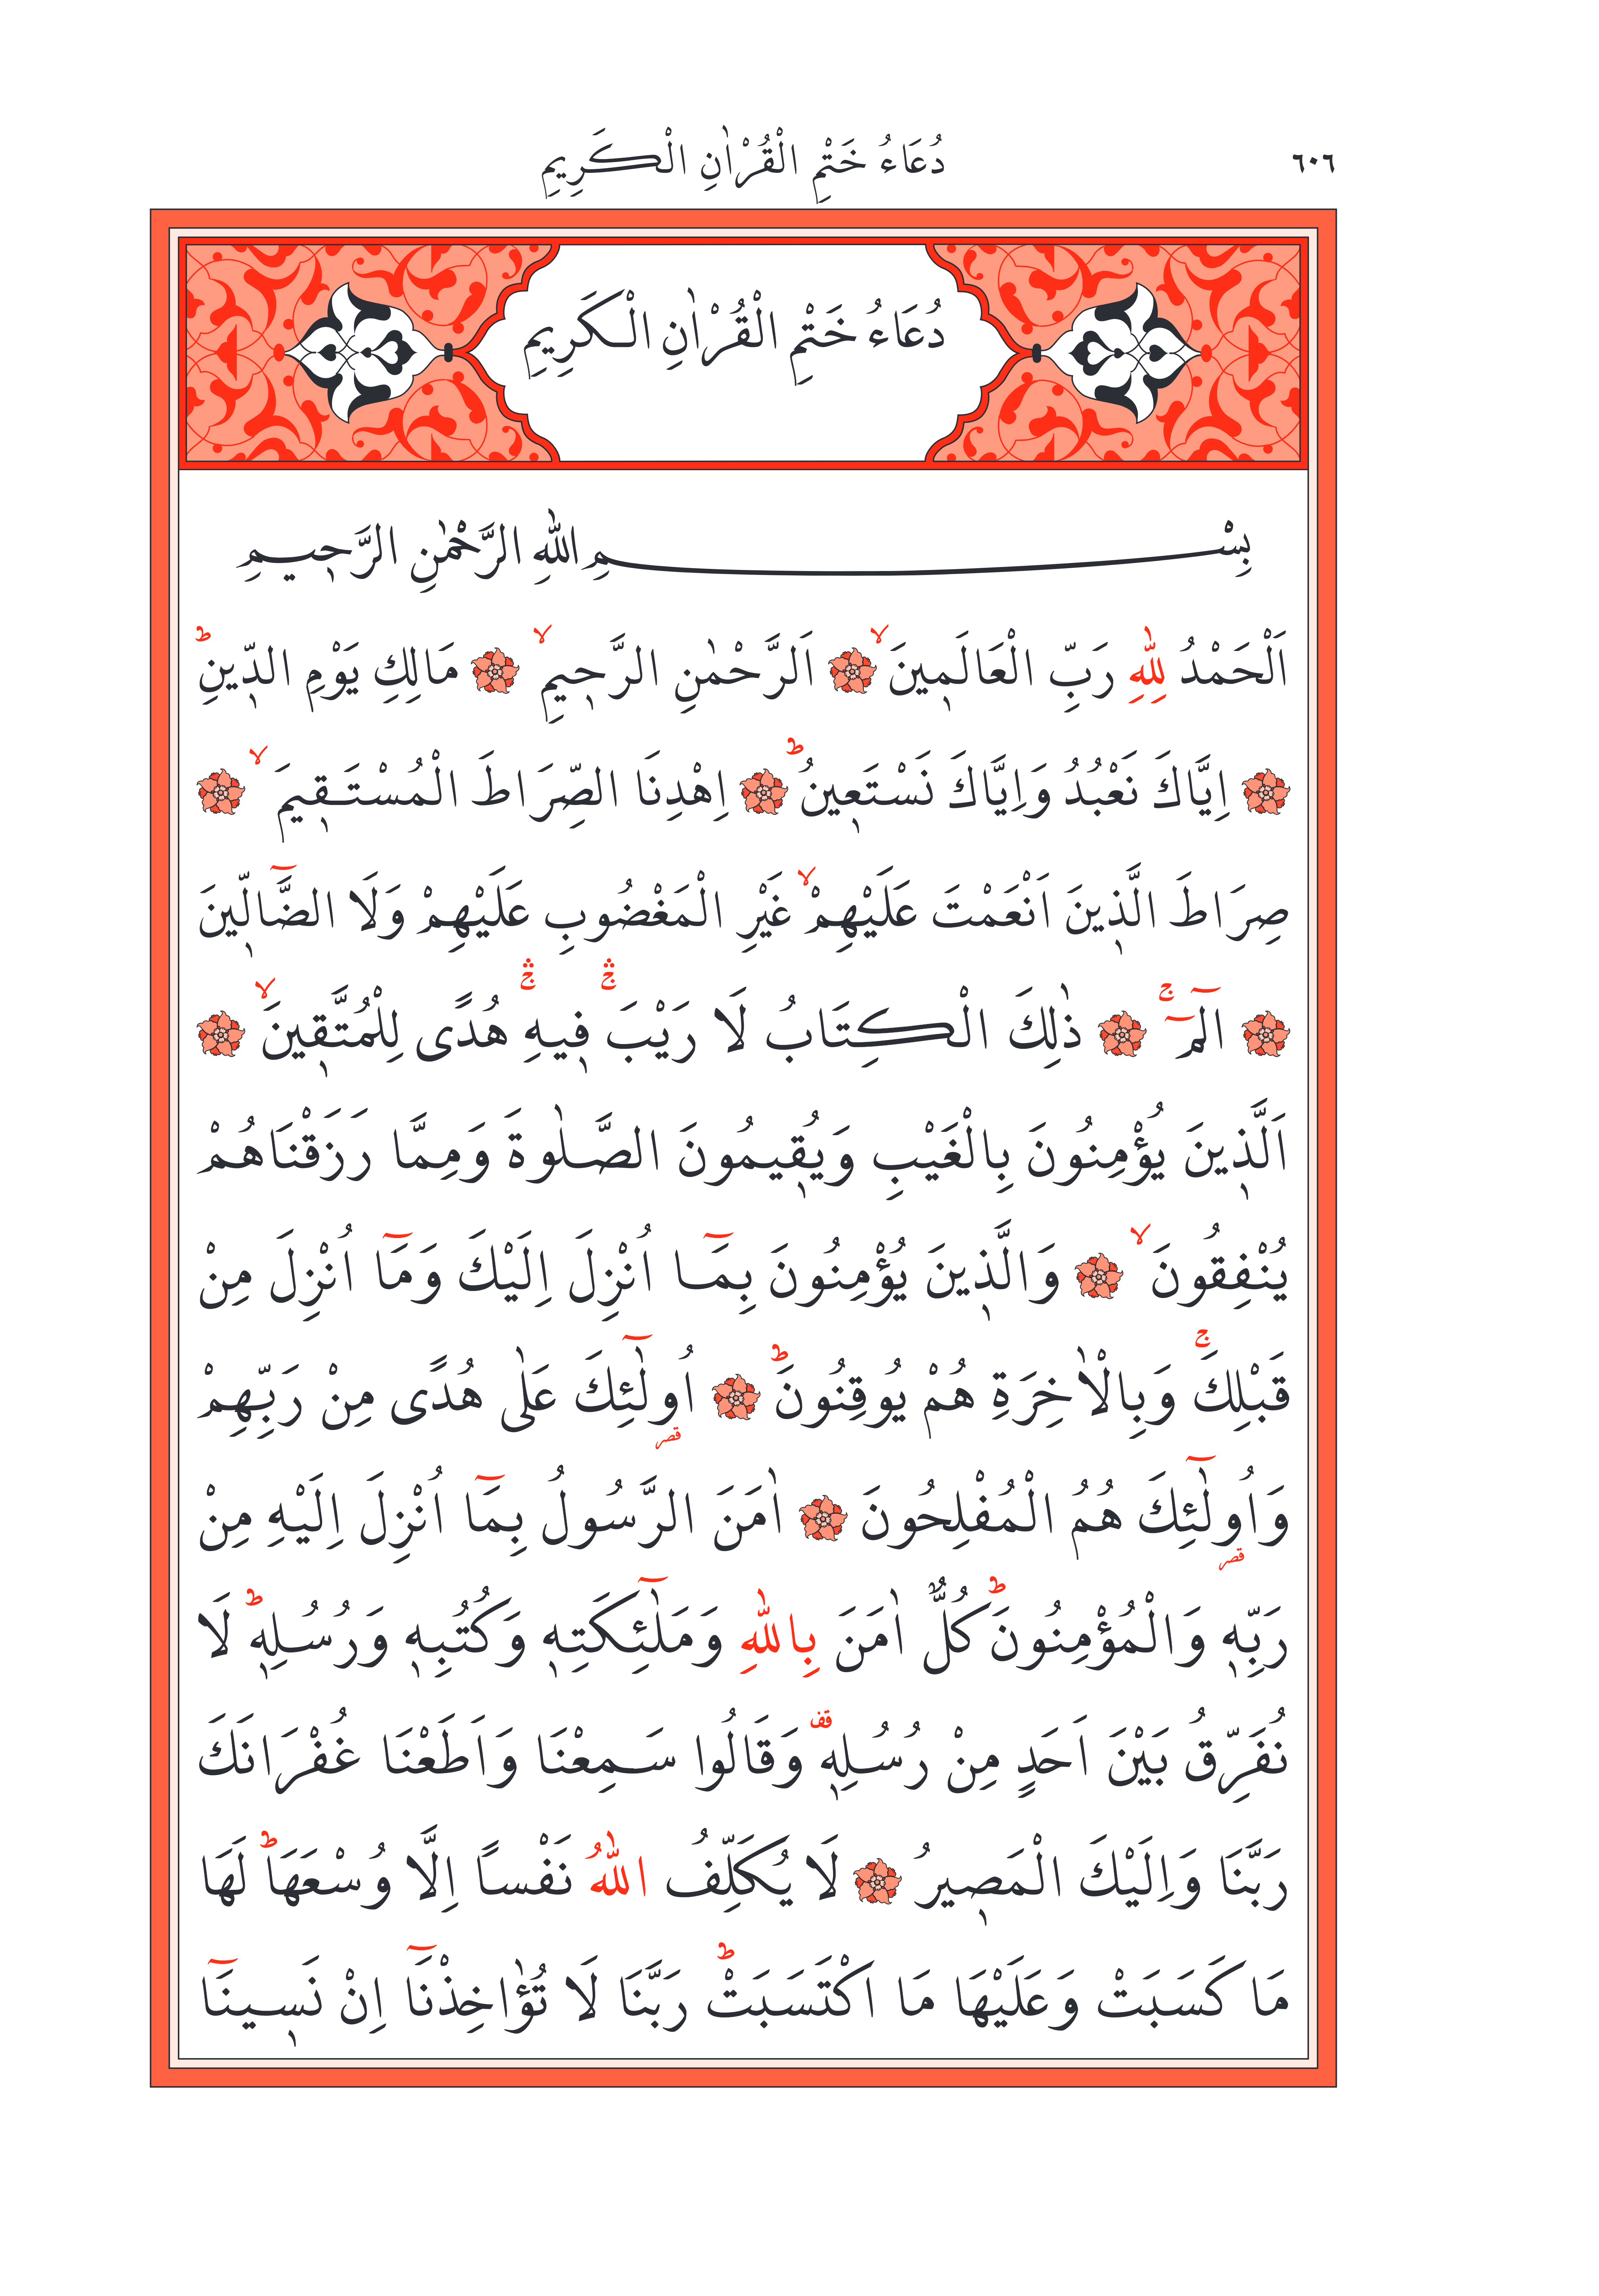 ٦٠٦
دُعَاءُ خَتْمِ الْقُرْاٰنِ الْكَرِيمِ
دُعَاءُ خَتْمِ الْقُرْاٰنِ الْكَرِيمِ
بِسْمِ اللّٰهِ الرَّحْمٰنِ الرَّحٖيمِ
اَلْحَمْدُ لِلّٰهِ رَبِّ الْعَالَمٖينَۙ ۝ اَلرَّحْمٰنِ الرَّحٖيمِۙ ۝ مَالِكِ يَوْمِ الدّٖينِؕ
۝ اِيَّاكَ نَعْبُدُ وَاِيَّاكَ نَسْتَعٖينُؕ ۝ اِهْدِنَا الصِّرَاطَ الْمُسْتَقٖيمَۙ ۝
صِرَاطَ الَّذٖينَ اَنْعَمْتَ عَلَيْهِمْۙ غَيْرِ الْمَغْضُوبِ عَلَيْهِمْ وَلَا الضَّٓالّٖينَ
۝ الٓمٓۚ ۝ ذٰلِكَ الْكِتَابُ لَا رَيْبَۛ فٖيهِۛ هُدًى لِلْمُتَّقٖينَۙ ۝
اَلَّذٖينَ يُؤْمِنُونَ بِالْغَيْبِ وَيُقٖيمُونَ الصَّلٰوةَ وَمِمَّا رَزَقْنَاهُمْ
يُنْفِقُونَۙ ۝ وَالَّذٖينَ يُؤْمِنُونَ بِمَٓا اُنْزِلَ اِلَيْكَ وَمَٓا اُنْزِلَ مِنْ
قَبْلِكَۚ وَبِالْاٰخِرَةِ هُمْ يُوقِنُونَؕ ۝ اُو۬لٰٓئِكَ عَلٰى هُدًى مِنْ رَبِّهِمْ
وَاُو۬لٰٓئِكَ هُمُ الْمُفْلِحُونَ ۝ اٰمَنَ الرَّسُولُ بِمَٓا اُنْزِلَ اِلَيْهِ مِنْ
رَبِّهٖ وَالْمُؤْمِنُونَؕ كُلٌّ اٰمَنَ بِاللّٰهِ وَمَلٰٓئِكَتِهٖ وَكُتُبِهٖ وَرُسُلِهٖؕ لَا
نُفَرِّقُ بَيْنَ اَحَدٍ مِنْ رُسُلِهٖ قف وَقَالُوا سَمِعْنَا وَاَطَعْنَا غُفْرَانَكَ
رَبَّنَا وَاِلَيْكَ الْمَصٖيرُ ۝ لَا يُكَلِّفُ اللّٰهُ نَفْسًا اِلَّا وُسْعَهَاؕ لَهَا
مَا كَسَبَتْ وَعَلَيْهَا مَا اكْتَسَبَتْؕ رَبَّنَا لَا تُؤٰاخِذْنَٓا اِنْ نَسٖينَٓا